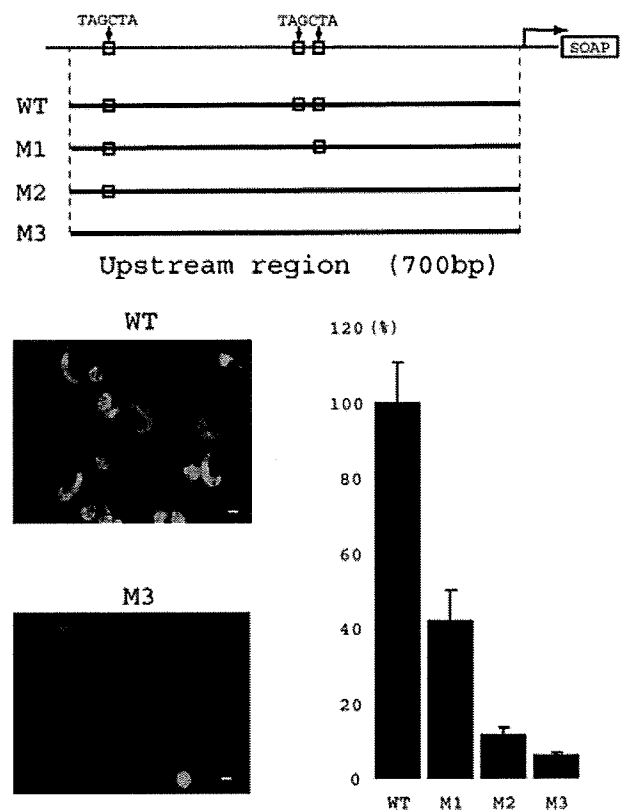 TAGCTA TAGCTA
SOAP
WT
M1
M2
M3
Upstream region (700bp)
WT
M3
120 (%)
100
80
60
40
20
0
WT M1 M2 M3